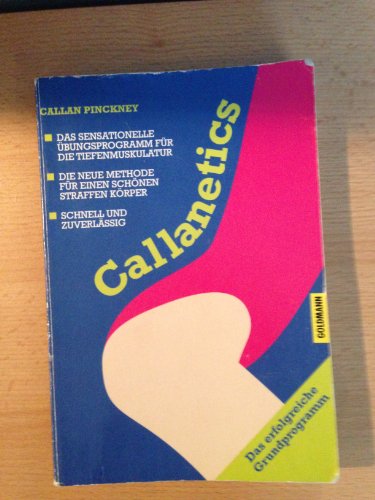 CALLAN PINCKNEY
DAS SENSATIONELLE
ÜBUNGSPROGRAMM FÜR
DIE TIEFENMUSKULATUR
DIE NEUE METHODE
FÜR EINEN SCHÖNEN
STRAFFEN KÖRPER
SCHNELL UND
ZUVERLÄSSIG
Callanetics
GOLDMANN
Das erfolgreiche
Grundprogramm